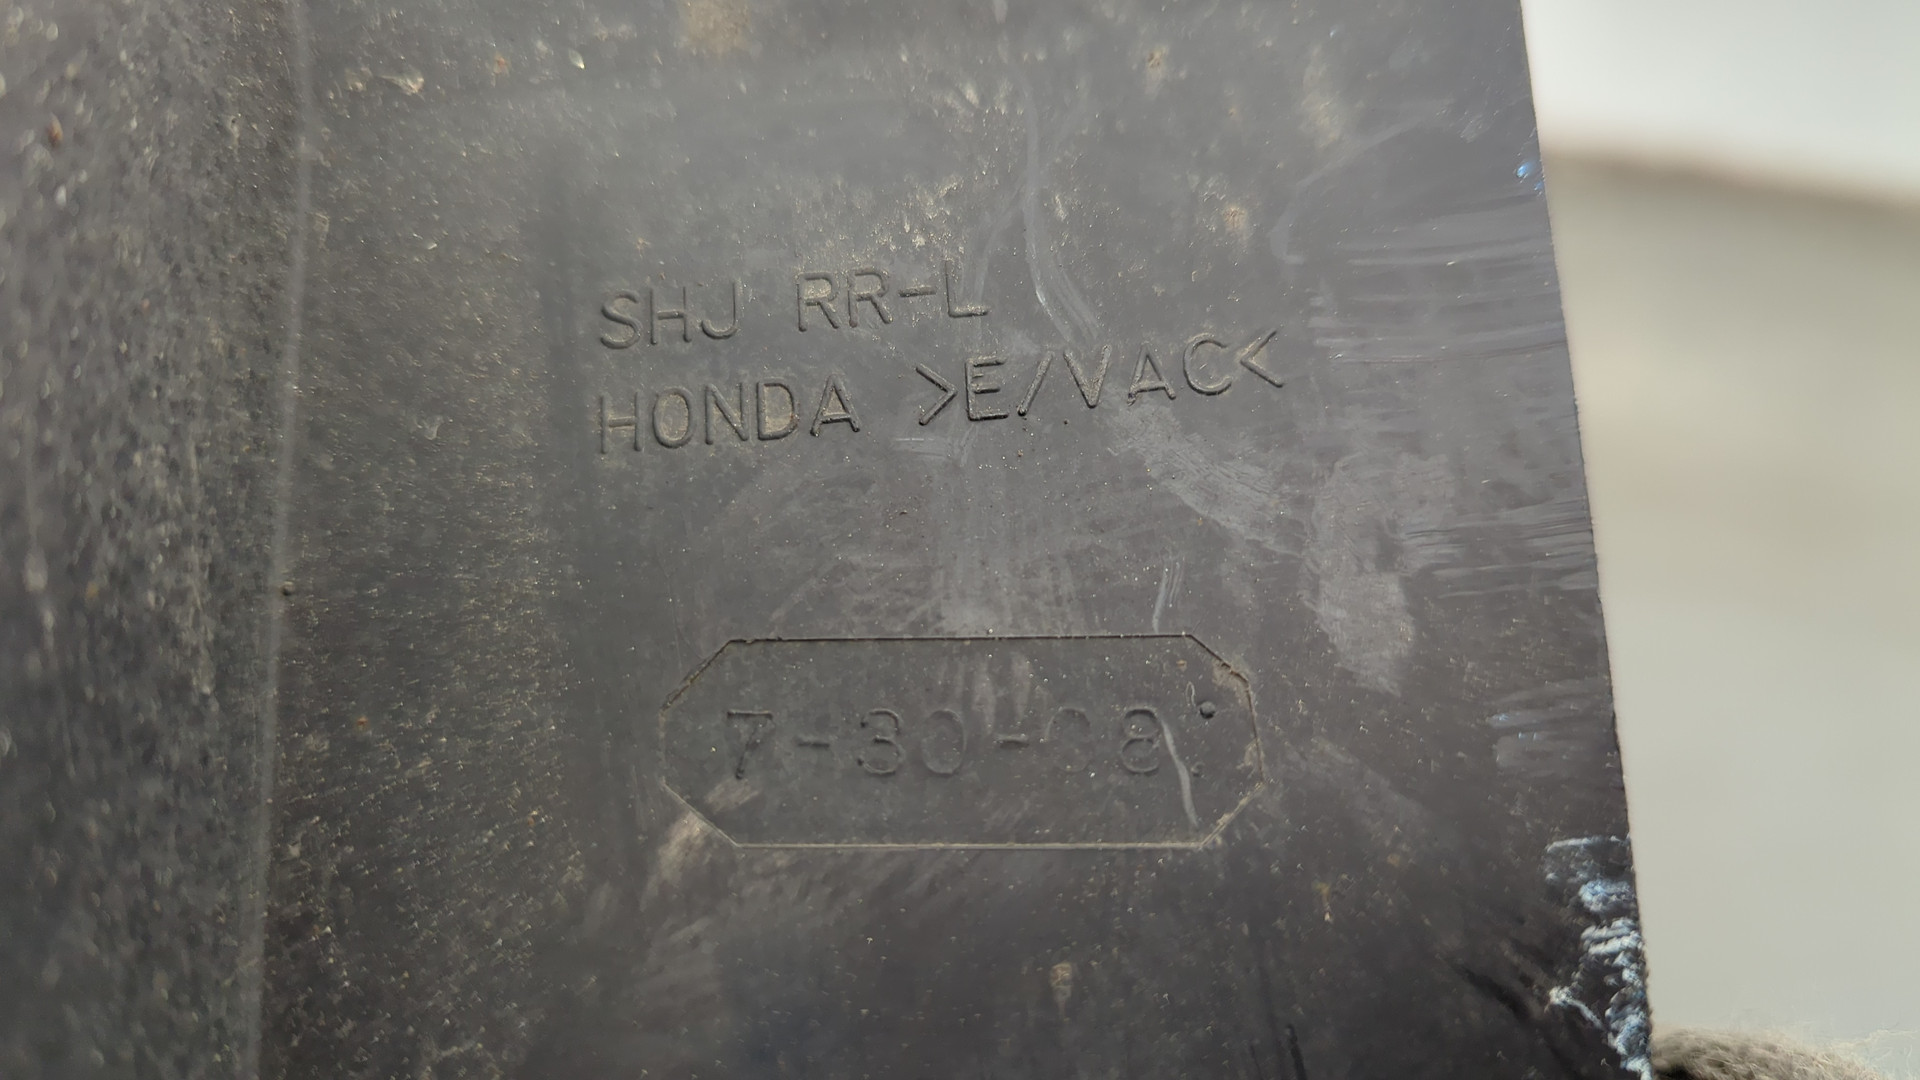 SHJ RR-L
HONDA >E/VAC<
7-30-08